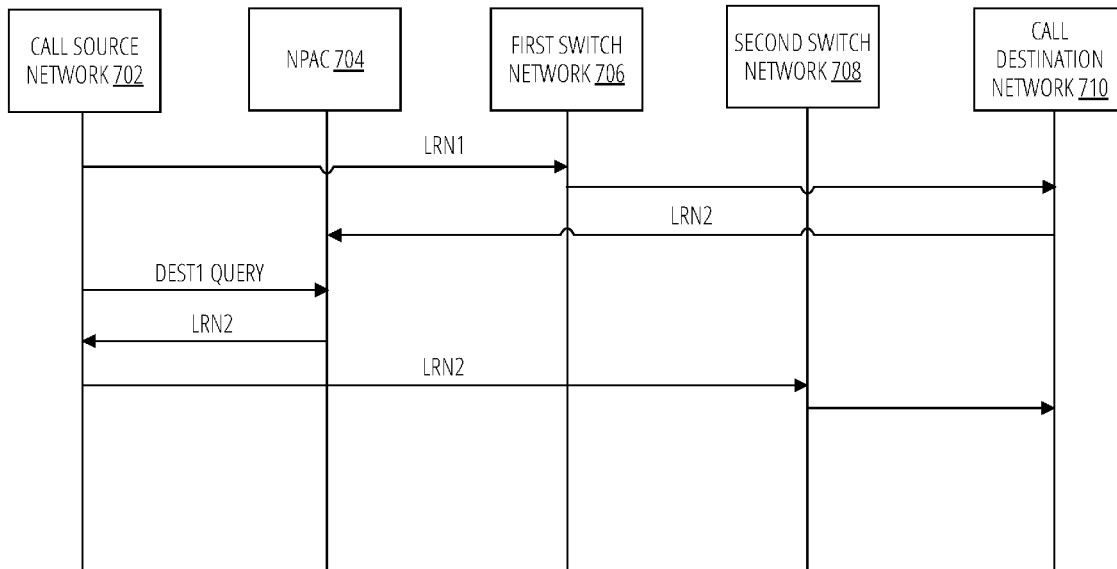 CALL SOURCE
NETWORK 702
NPAC 704
FIRST SWITCH
NETWORK 706
SECOND SWITCH
NETWORK 708
CALL
DESTINATION
NETWORK 710
LRN1
LRN2
DEST1 QUERY
LRN2
LRN2